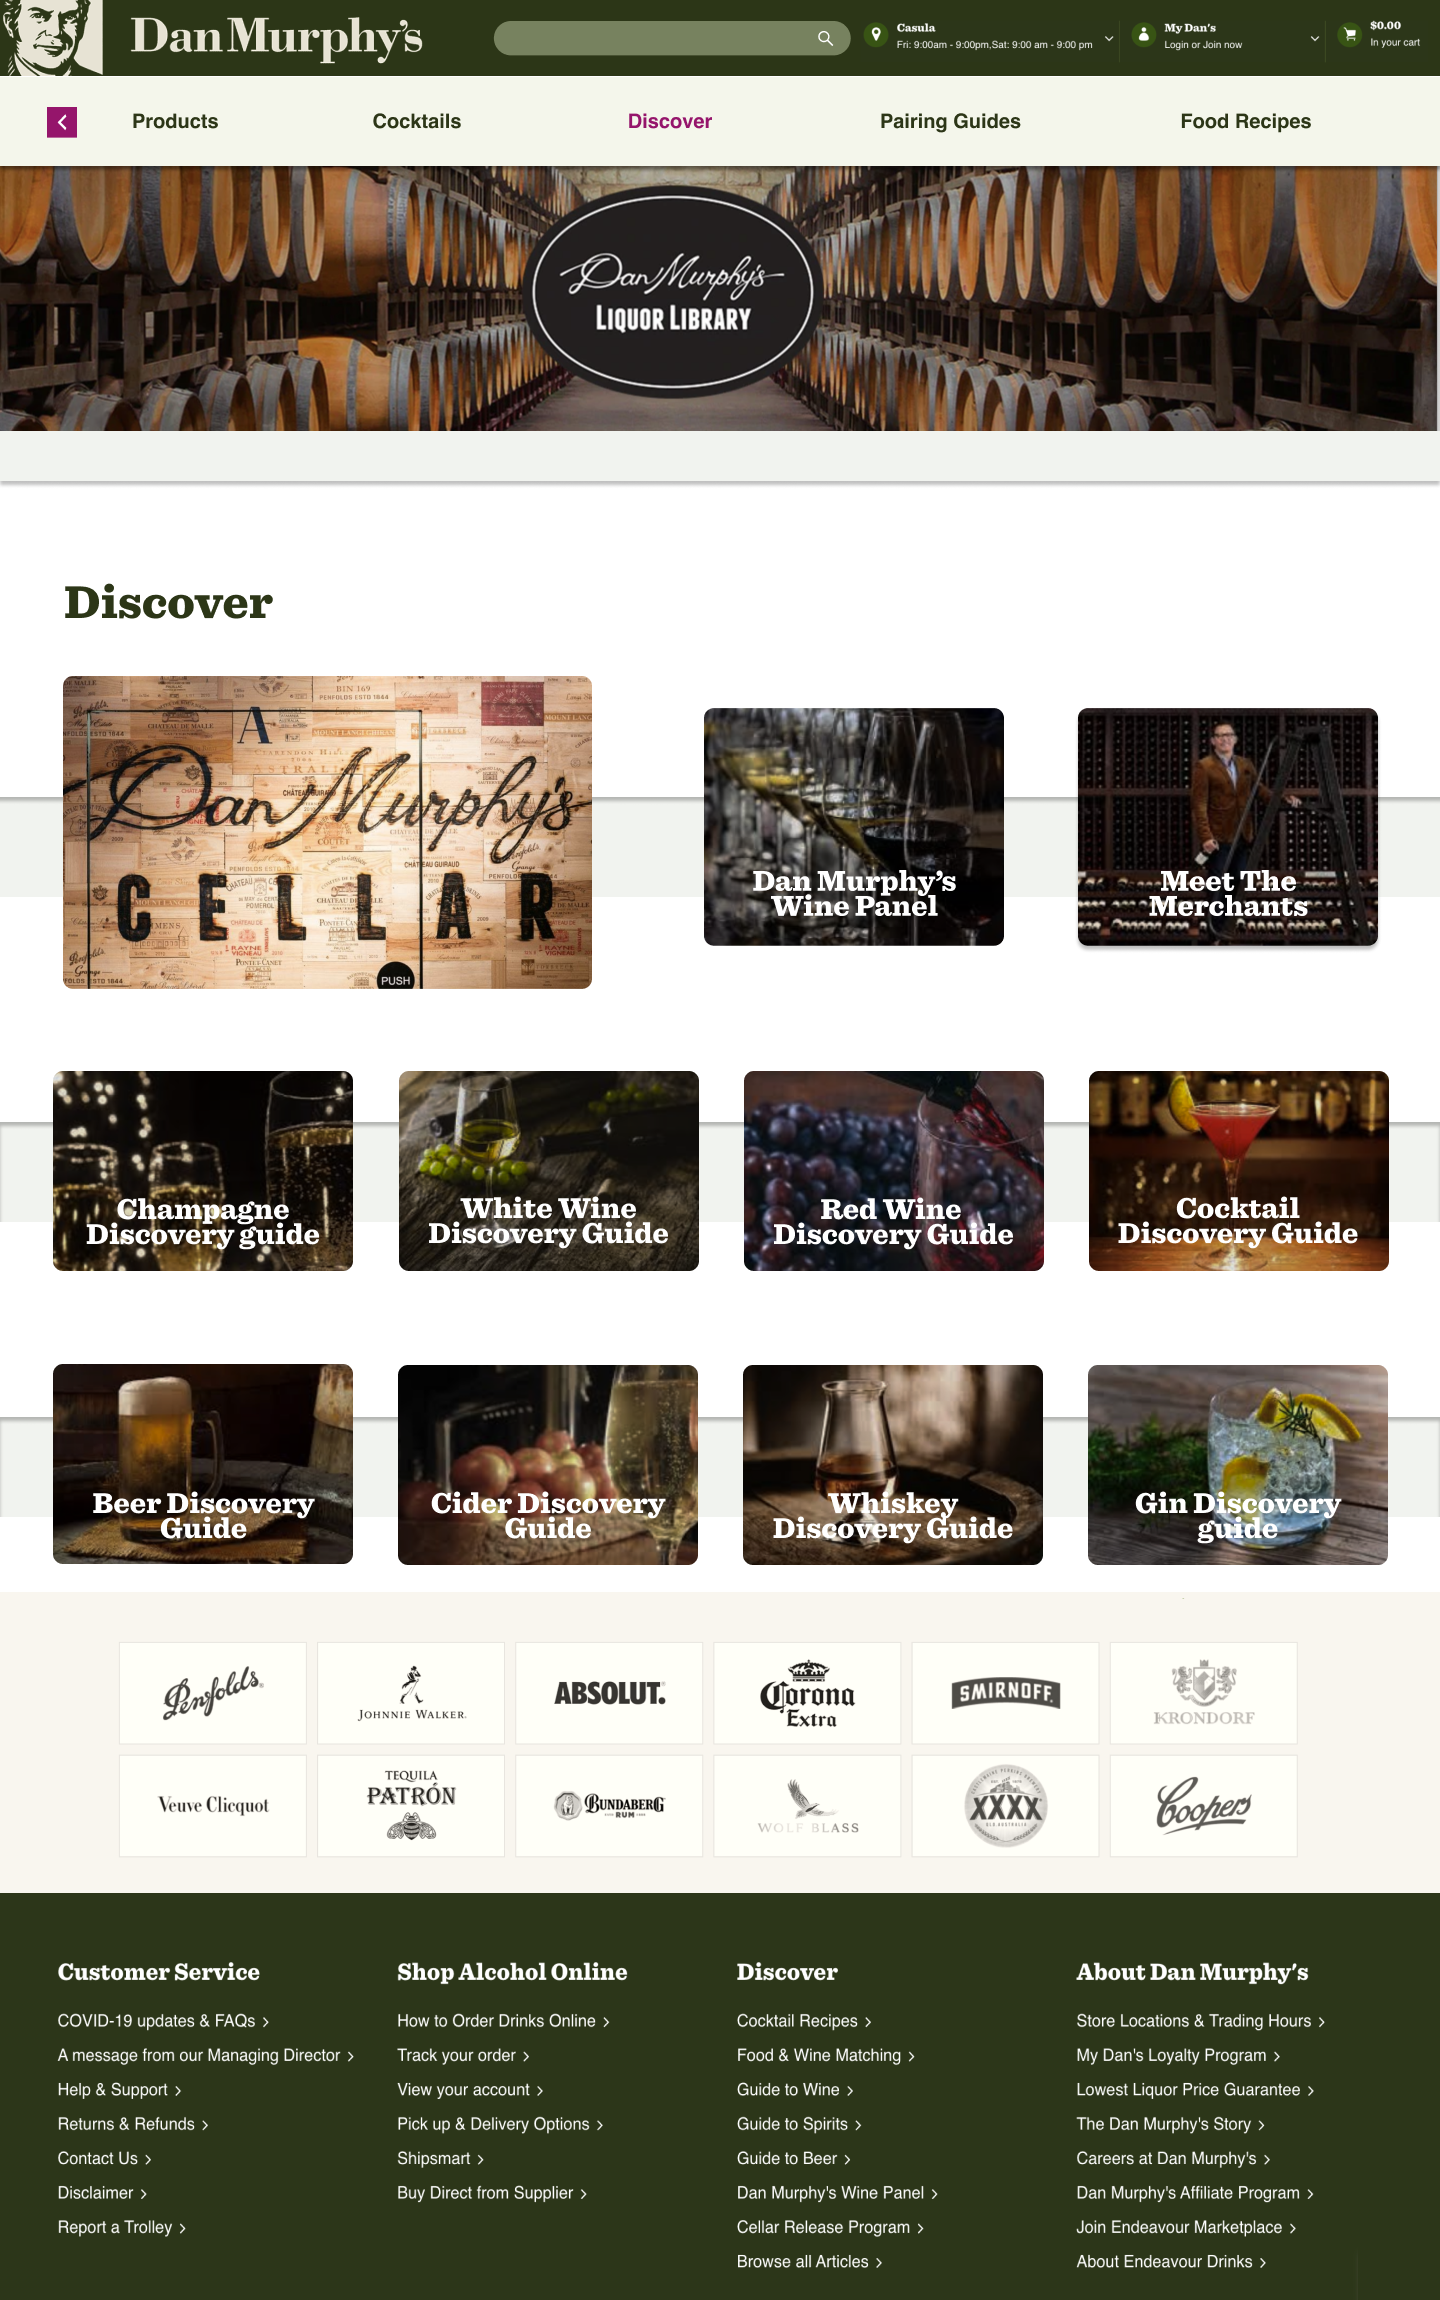 Dan Murphy's
Casula
Fri: 9:00am - 9:00pm,Sat: 9:00 am - 9:00 pm
My Dan's
Login or Join now
$0.00
In your cart
Products
Cocktails
Discover
Pairing Guides
Food Recipes
Dan Murphy's
LIQUOR LIBRARY
Discover
BIN 169
PENFOLDS ESTD 1844
A
Dan Murphy's
CELLAR
PUSH
Dan Murphy's
Wine Panel
Meet The
Merchants
Champagne
Discovery guide
White Wine
Discovery Guide
Red Wine
Discovery Guide
Cocktail
Discovery Guide
Beer Discovery
Guide
Cider Discovery
Guide
Whiskey
Discovery Guide
Gin Discovery
guide
Penfolds
JOHNNIE WALKER.
ABSOLUT.
Corona
Extra
SMIRNOFF
KRONDORF
Veuve Clicquot
TEQUILA
PATRÓN
BUNDABERG
RUM
WOLF BLASS
XXXX
Coopers
Customer Service
COVID-19 updates & FAQs
A message from our Managing Director
Help & Support
Returns & Refunds
Contact Us
Disclaimer
Report a Trolley
Shop Alcohol Online
How to Order Drinks Online
Track your order
View your account
Pick up & Delivery Options
Shipsmart
Buy Direct from Supplier
Discover
Cocktail Recipes
Food & Wine Matching
Guide to Wine
Guide to Spirits
Guide to Beer
Dan Murphy's Wine Panel
Cellar Release Program
Browse all Articles
About Dan Murphy's
Store Locations & Trading Hours
My Dan's Loyalty Program
Lowest Liquor Price Guarantee
The Dan Murphy's Story
Careers at Dan Murphy's
Dan Murphy's Affiliate Program
Join Endeavour Marketplace
About Endeavour Drinks